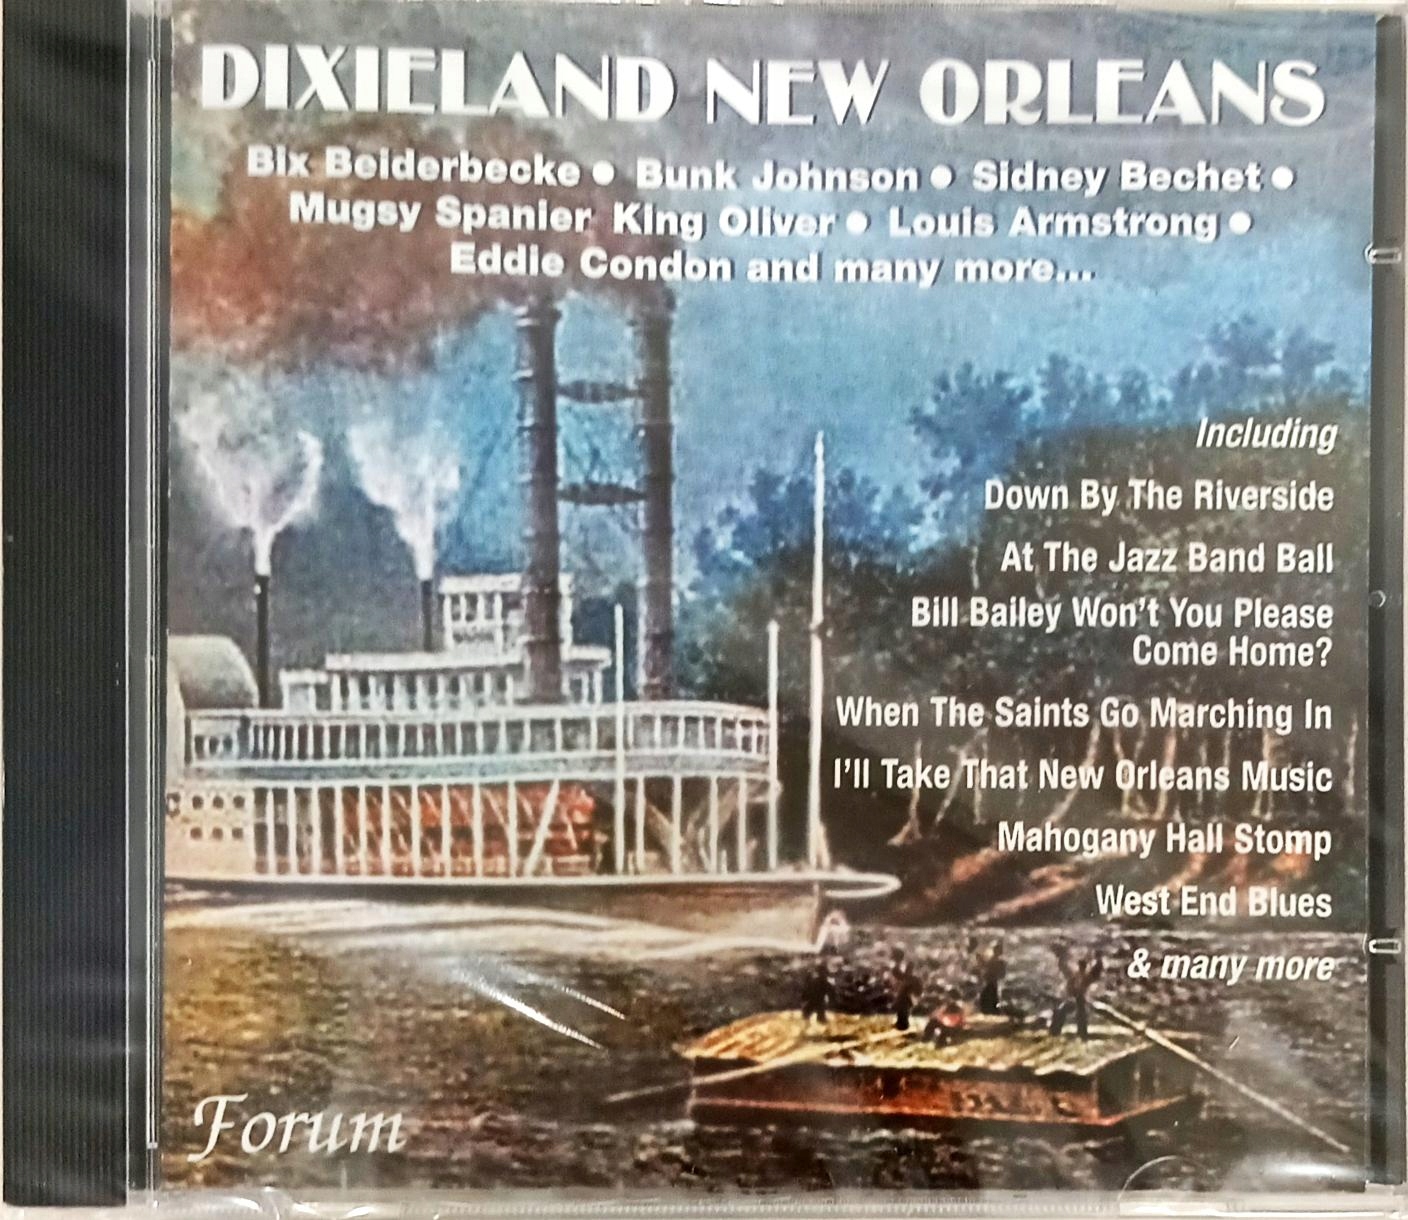 DIXIELAND NEW ORLEANS
Bix Beiderbecke ● Bunk Johnson ● Sidney Bechet ●
Mugsy Spanier King Oliver ● Louis Armstrong ●
Eddie Condon and many more...
Including
Down By The Riverside
At The Jazz Band Ball
Bill Bailey Won't You Please
Come Home?
When The Saints Go Marching In
I'll Take That New Orleans Music
Mahogany Hall Stomp
West End Blues
& many more
Forum